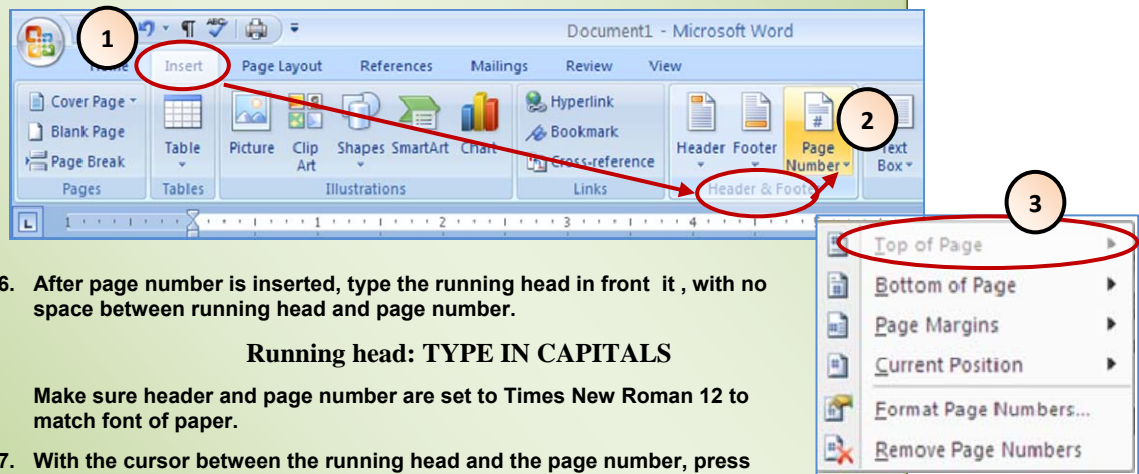 1
Document1 - Microsoft Word
Insert Page Layout References Mailings Review View
Cover Page
Blank Page
Page Break
Pages
Table
Tables
Picture Clip Art Shapes SmartArt Chart
Illustrations
Hyperlink
Bookmark
Cross-reference
Links
Header Footer Page Number
2
Header & Footer
Text Box
L 1 1 2 3 4
3
Top of Page
Bottom of Page
Page Margins
Current Position
Format Page Numbers...
Remove Page Numbers
6. After page number is inserted, type the running head in front it , with no
space between running head and page number.
Running head: TYPE IN CAPITALS
Make sure header and page number are set to Times New Roman 12 to
match font of paper.
7. With the cursor between the running head and the page number, press